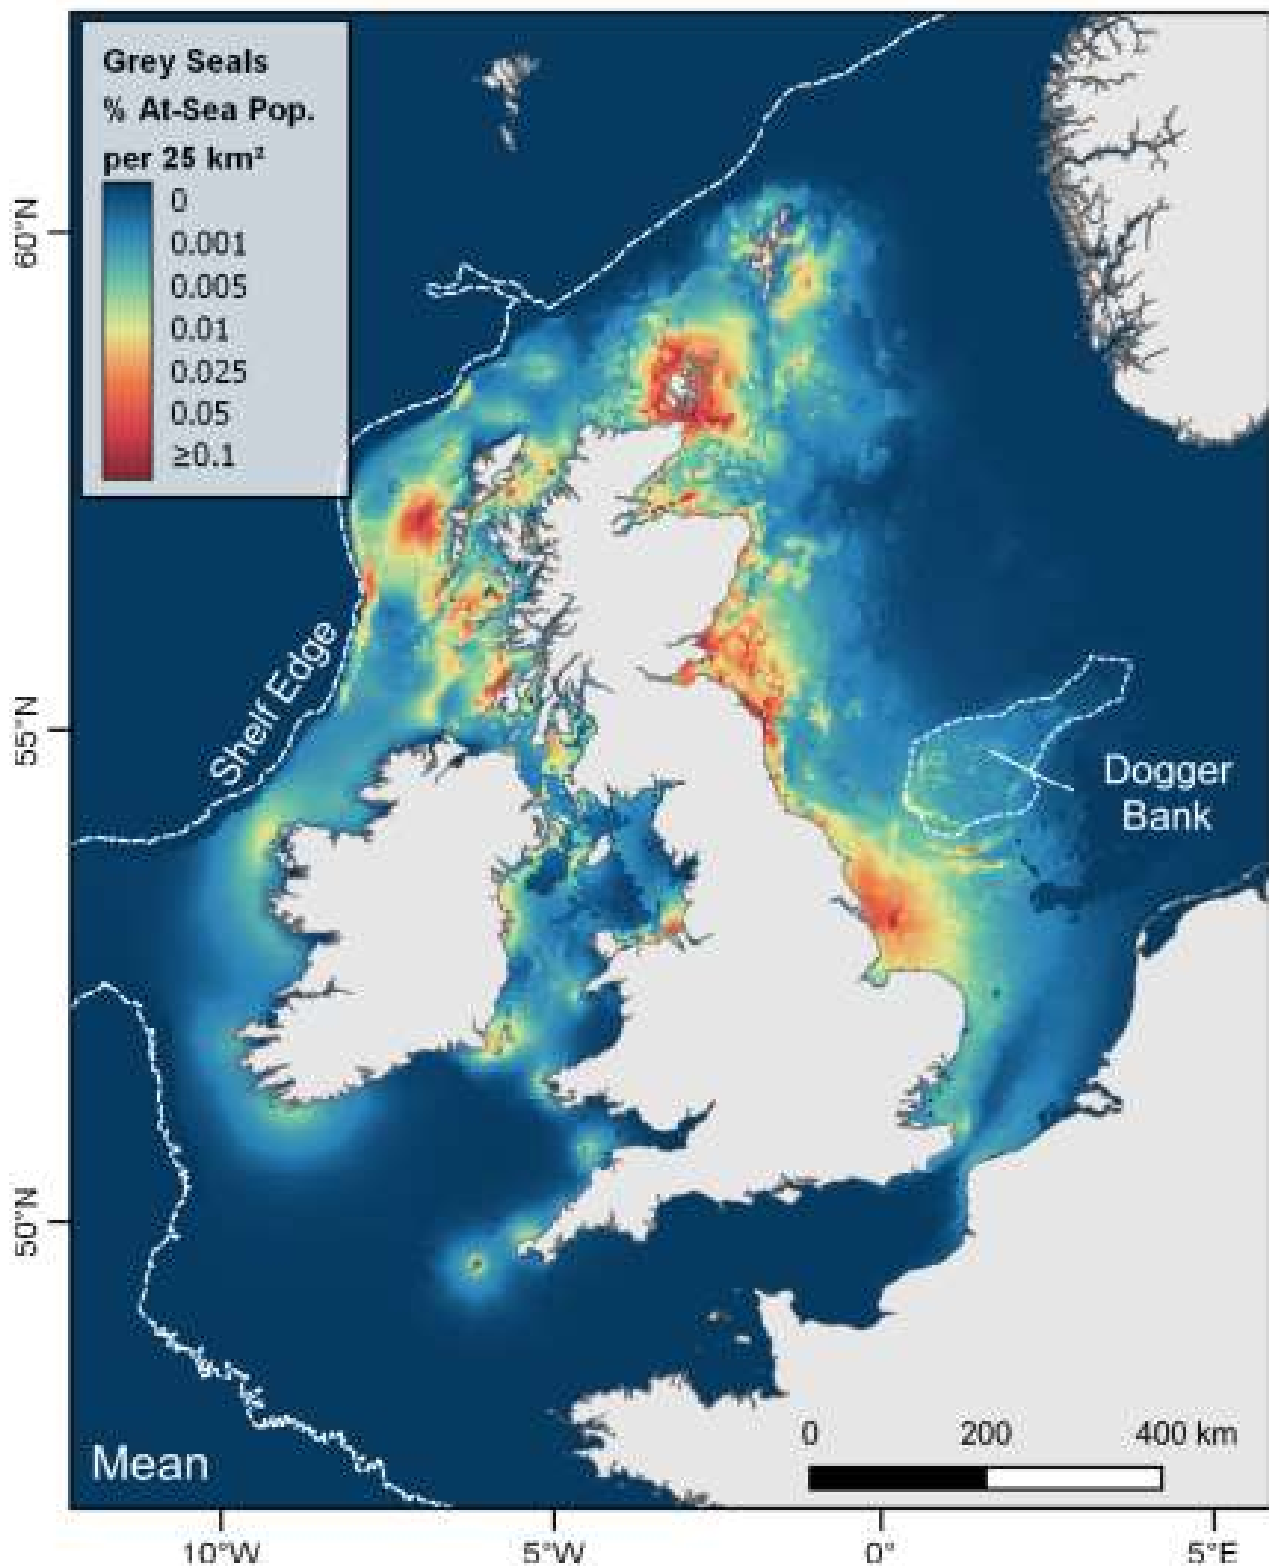 Grey Seals
% At-Sea Pop.
per 25 km²
0
0.001
0.005
0.01
0.025
0.05
≥0.1
60°N
55°N
50°N
Shelf Edge
Dogger
Bank
0 200 400 km
Mean
10°W 5°W 0° 5°E